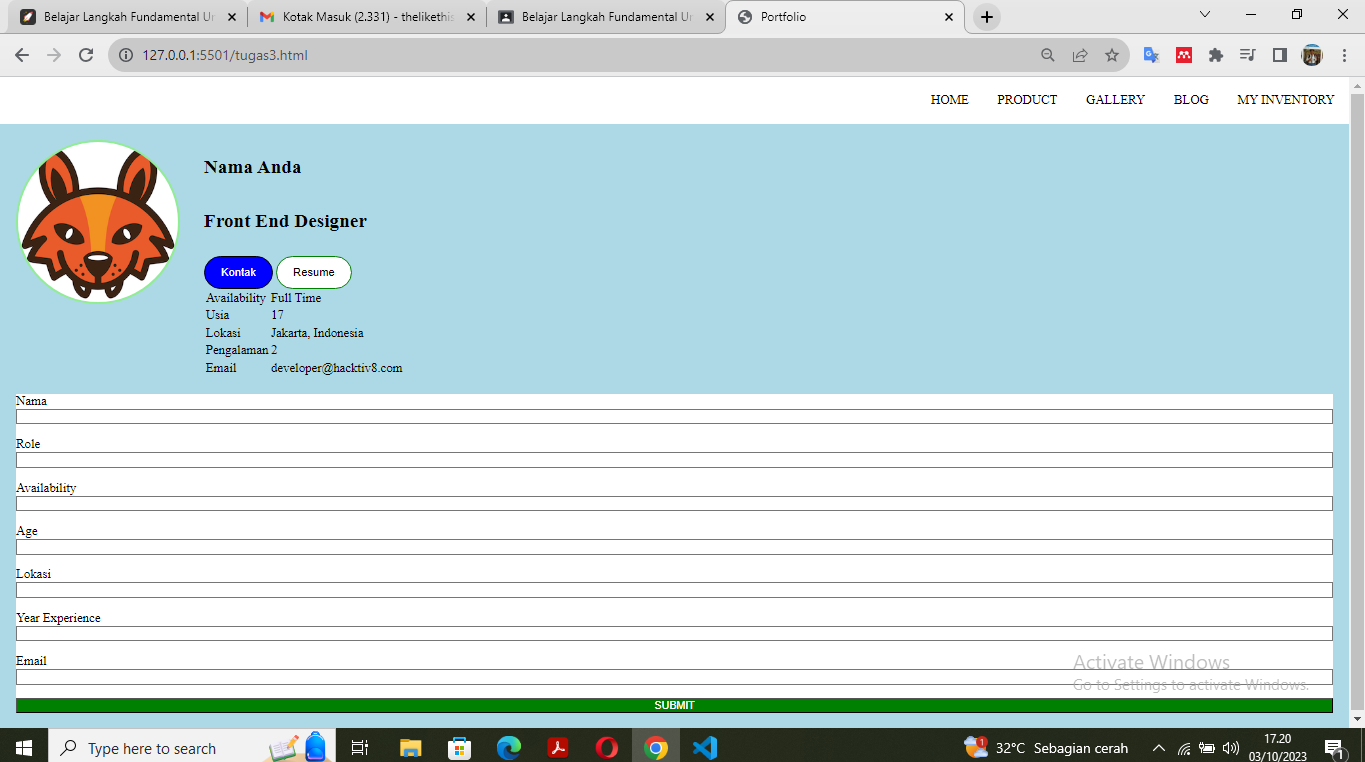 Belajar Langkah Fundamental Ur
Kotak Masuk (2.331) - thelikethis
Belajar Langkah Fundamental Ur
Portfolio
127.0.0.1:5501/tugas3.html
HOME PRODUCT GALLERY BLOG MY INVENTORY
Nama Anda
Front End Designer
Kontak Resume
Availability Full Time
Usia 17
Lokasi Jakarta, Indonesia
Pengalaman 2
Email developer@hacktiv8.com
Nama
Role
Availability
Age
Lokasi
Year Experience
Email
SUBMIT
Activate Windows
Go to Settings to activate Windows.
Type here to search
1
32°C Sebagian cerah
17.20
03/10/2023
1